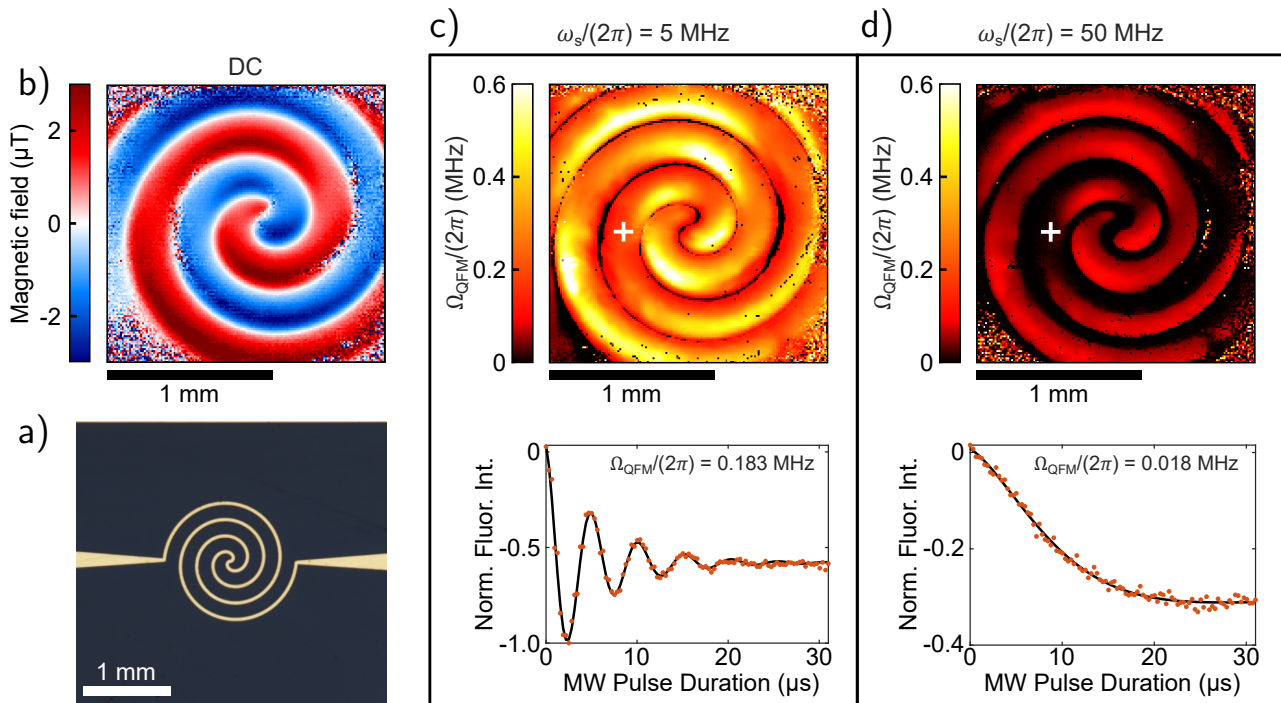 b)
DC
Magnetic field (μT)
2
0
-2
1 mm
a)
1 mm
c)
ωs/(2π) = 5 MHz
ΩQFM/(2π) (MHz)
0.6
0.4
0.2
0
1 mm
Norm. Fluor. Int.
0
-0.5
-1.0
ΩQFM/(2π) = 0.183 MHz
0 10 20 30
MW Pulse Duration (μs)
d)
ωs/(2π) = 50 MHz
ΩQFM/(2π) (MHz)
0.6
0.4
0.2
0
1 mm
Norm. Fluor. Int.
0
-0.2
-0.4
ΩQFM/(2π) = 0.018 MHz
0 10 20 30
MW Pulse Duration (μs)